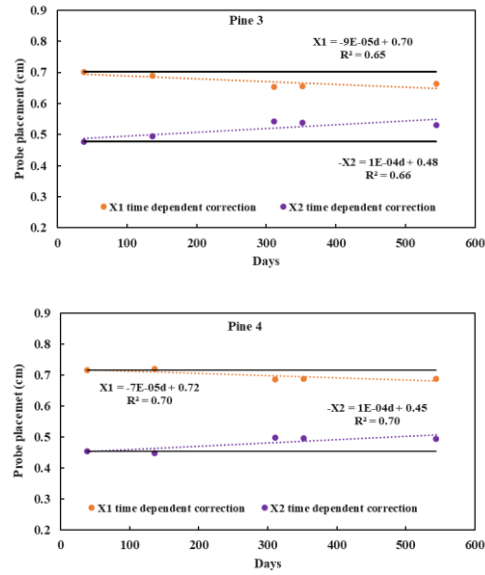 Pine 3
0.9
0.8
0.7
0.6
0.5
0.4
0.3
0.2
Probe placement (cm)
X1 = -9E-05d + 0.70
R² = 0.65
-X2 = 1E-04d + 0.48
R² = 0.66
X1 time dependent correction
X2 time dependent correction
0 100 200 300 400 500 600
Days
Pine 4
0.9
0.8
0.7
0.6
0.5
0.4
0.3
0.2
Probe placemet (cm)
X1 = -7E-05d + 0.72
R² = 0.70
-X2 = 1E-04d + 0.45
R² = 0.70
X1 time dependent correction
X2 time dependent correction
0 100 200 300 400 500 600
Days